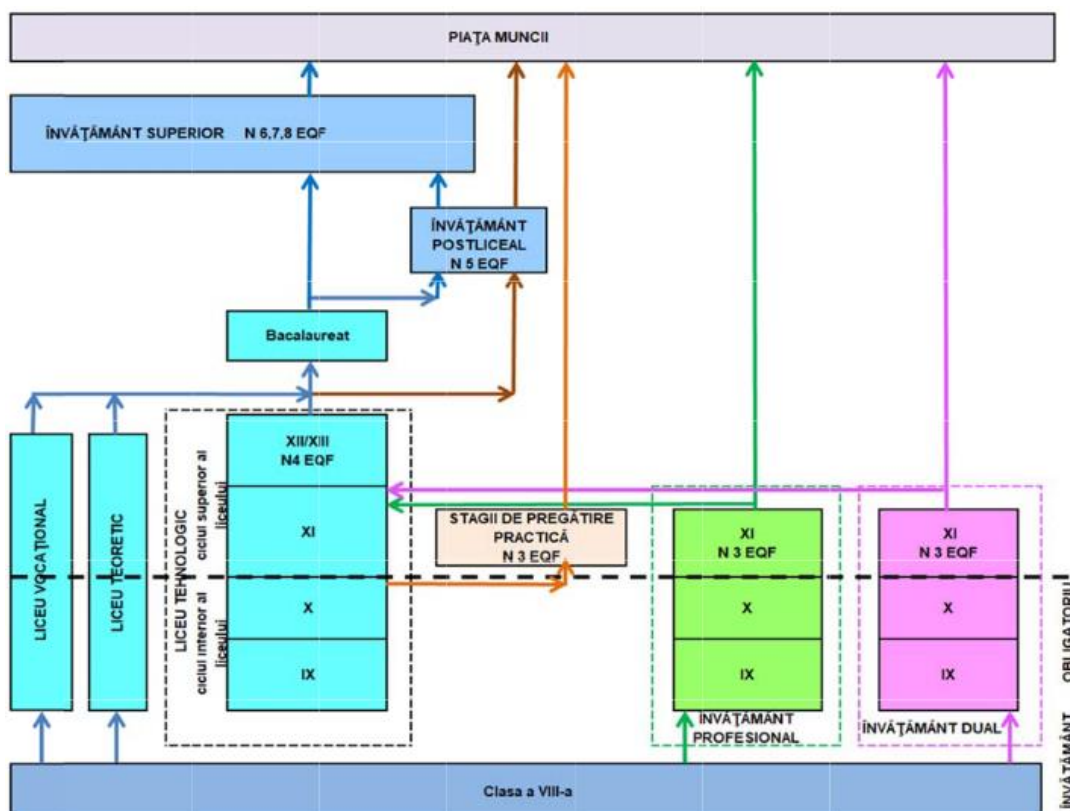 PIAȚA MUNCII
ÎNVĂȚĂMÂNT SUPERIOR N 6,7,8 EQF
ÎNVĂȚĂMÂNT
POSTLICEAL
N 5 EQF
Bacalaureat
LICEU VOCAȚIONAL
LICEU TEORETIC
LICEU TEHNOLOGIC
ciclul superior al
liceului
ciclul inferior al
liceului
XII/XIII
N4 EQF
XI
X
IX
STAGII DE PREGĂTIRE
PRACTICĂ
N 3 EQF
XI
N 3 EQF
X
IX
ÎNVĂȚĂMÂNT
PROFESIONAL
XI
N 3 EQF
X
IX
ÎNVĂȚĂMÂNT DUAL
ÎNVĂȚĂMÂNT OBLIGATORIU
Clasa a VIII-a